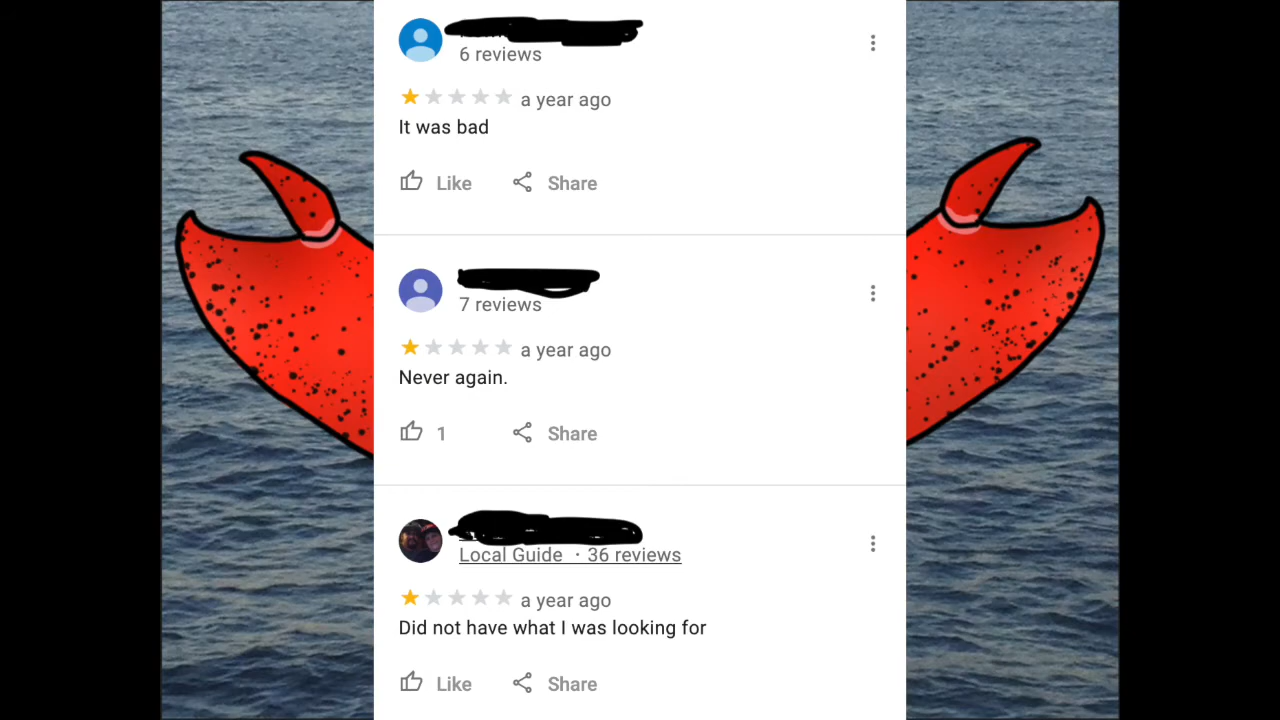 6 reviews
a year ago
It was bad
Like Share
7 reviews
a year ago
Never again.
1 Share
Local Guide · 36 reviews
a year ago
Did not have what I was looking for
Like Share